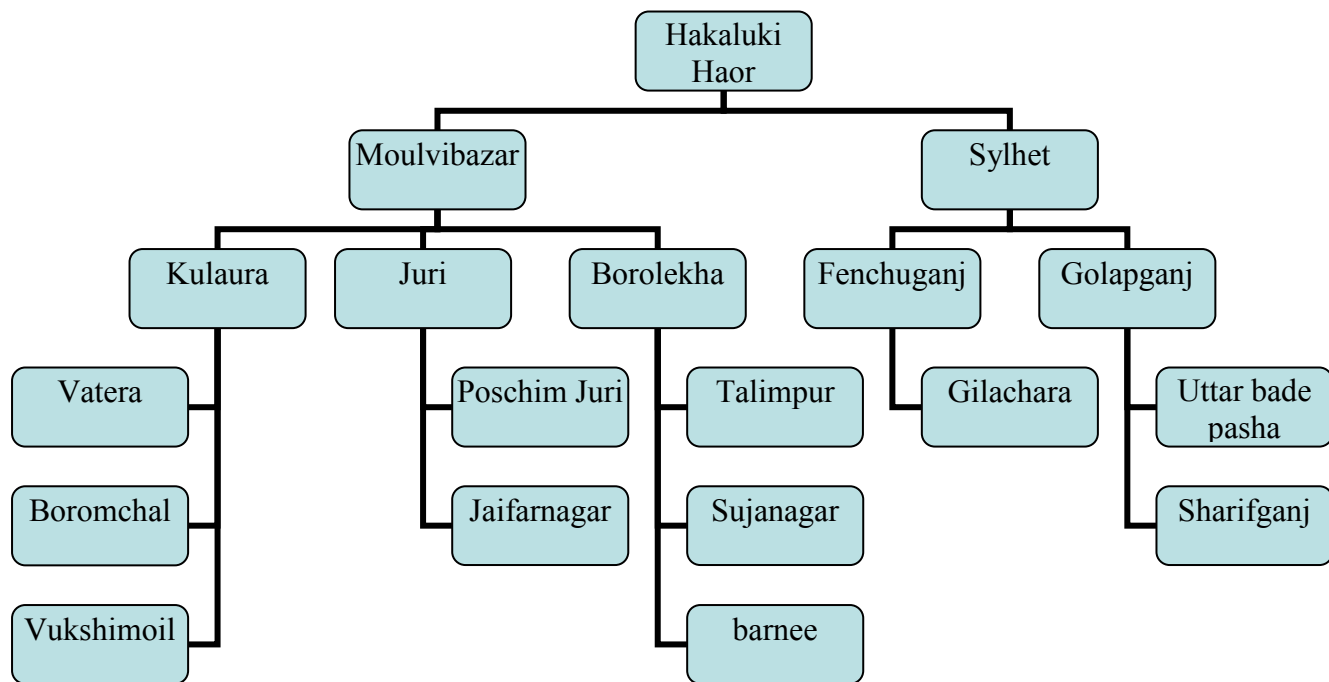 Hakaluki
Haor
Moulvibazar
Sylhet
Kulaura
Juri
Borolekha
Fenchuganj
Golapganj
Vatera
Poschim Juri
Talimpur
Gilachara
Uttar bade
pasha
Boromchal
Jaifarnagar
Sujanagar
Sharifganj
Vukshimoil
barnee